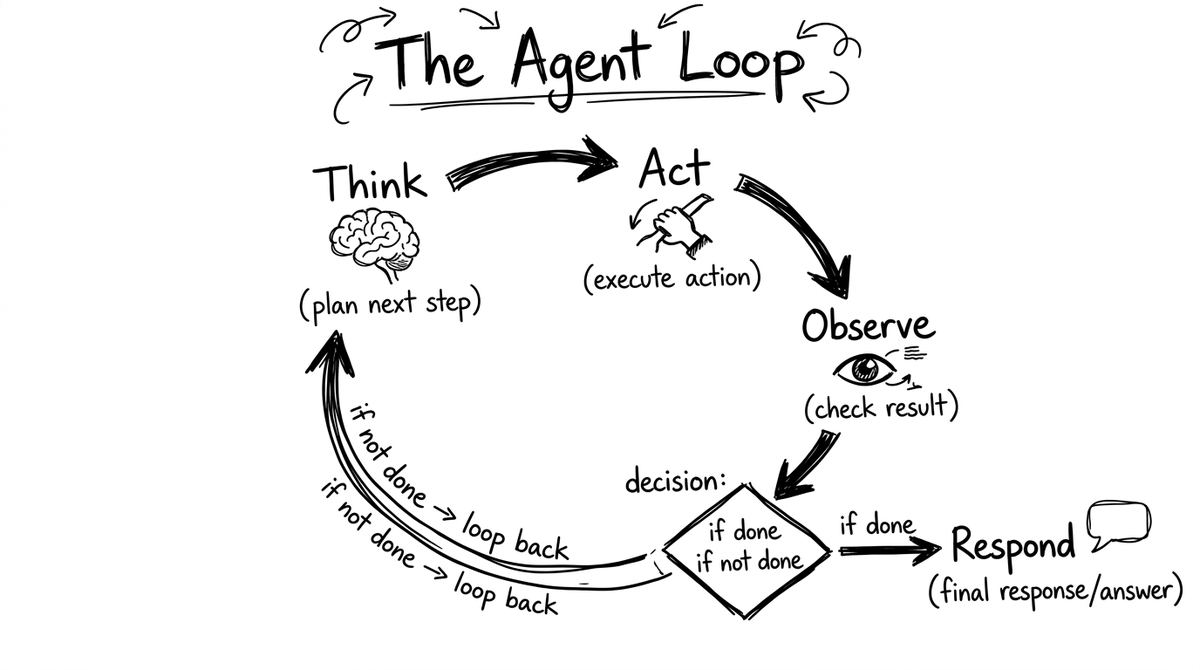 The Agent Loop
Think
(plan next step)
Act
(execute action)
Observe
(check result)
decision:
if done
if not done
if done
Respond
(final response/answer)
if not done → loop back
if not done → loop back